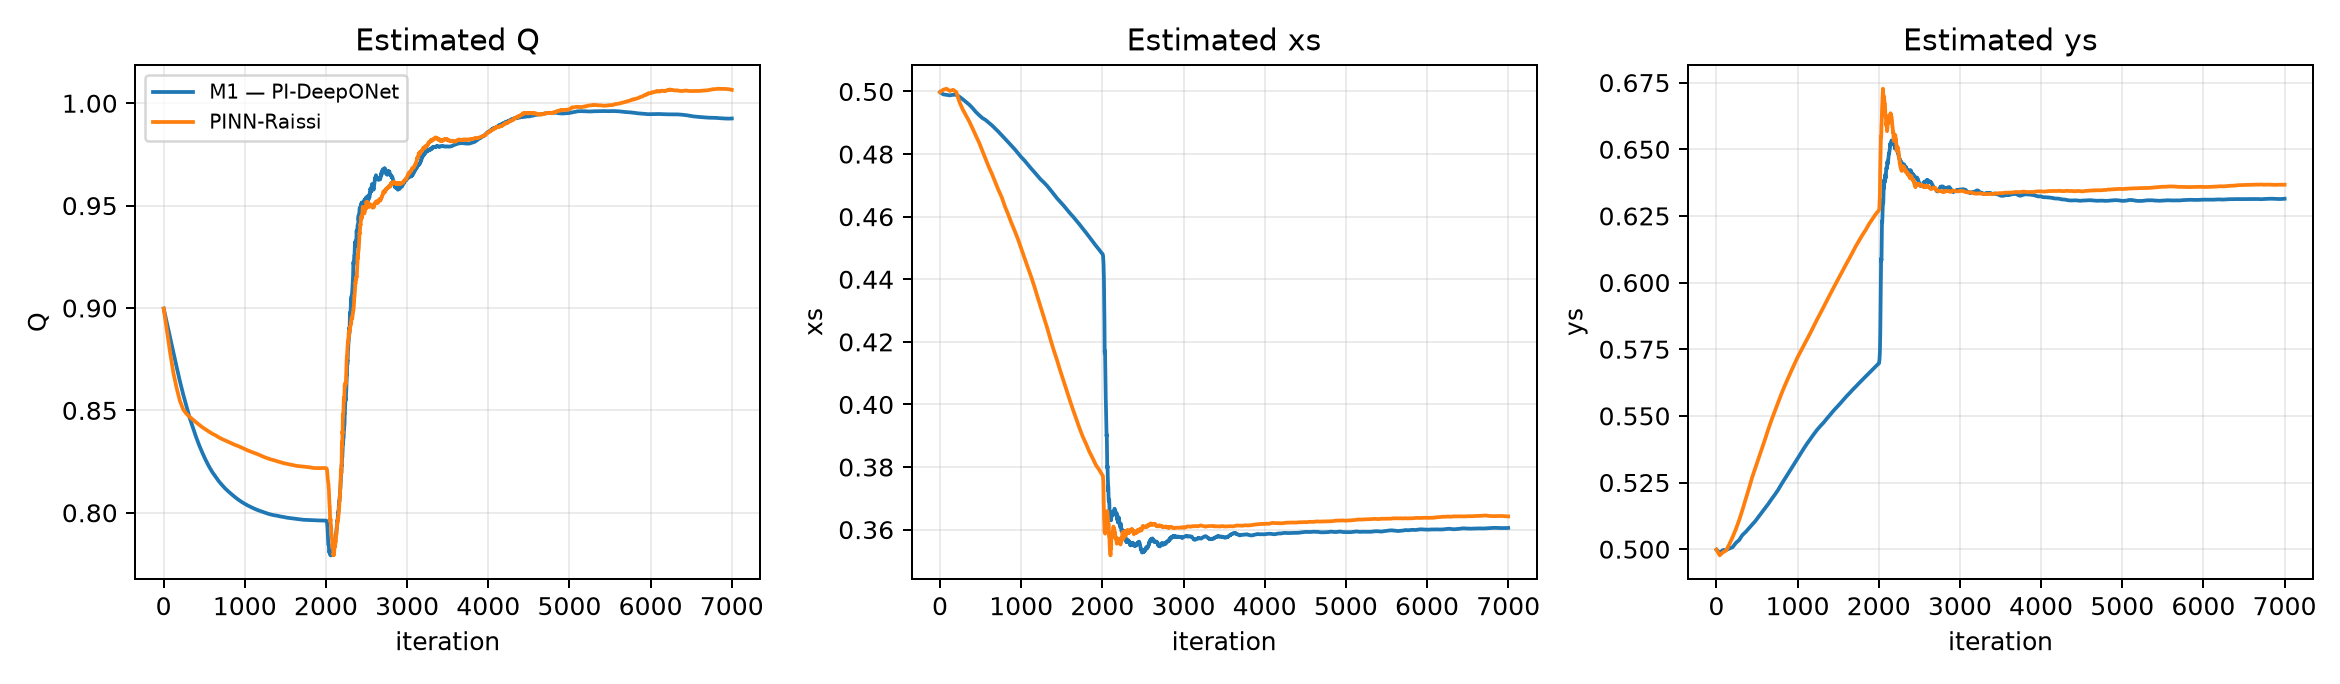 Estimated Q
M1 — PI-DeepONet
PINN-Raissi
1.00
0.95
0.90
0.85
0.80
Q
0 1000 2000 3000 4000 5000 6000 7000
iteration
Estimated xs
0.50
0.48
0.46
0.44
0.42
0.40
0.38
0.36
xs
0 1000 2000 3000 4000 5000 6000 7000
iteration
Estimated ys
0.675
0.650
0.625
0.600
0.575
0.550
0.525
0.500
ys
0 1000 2000 3000 4000 5000 6000 7000
iteration